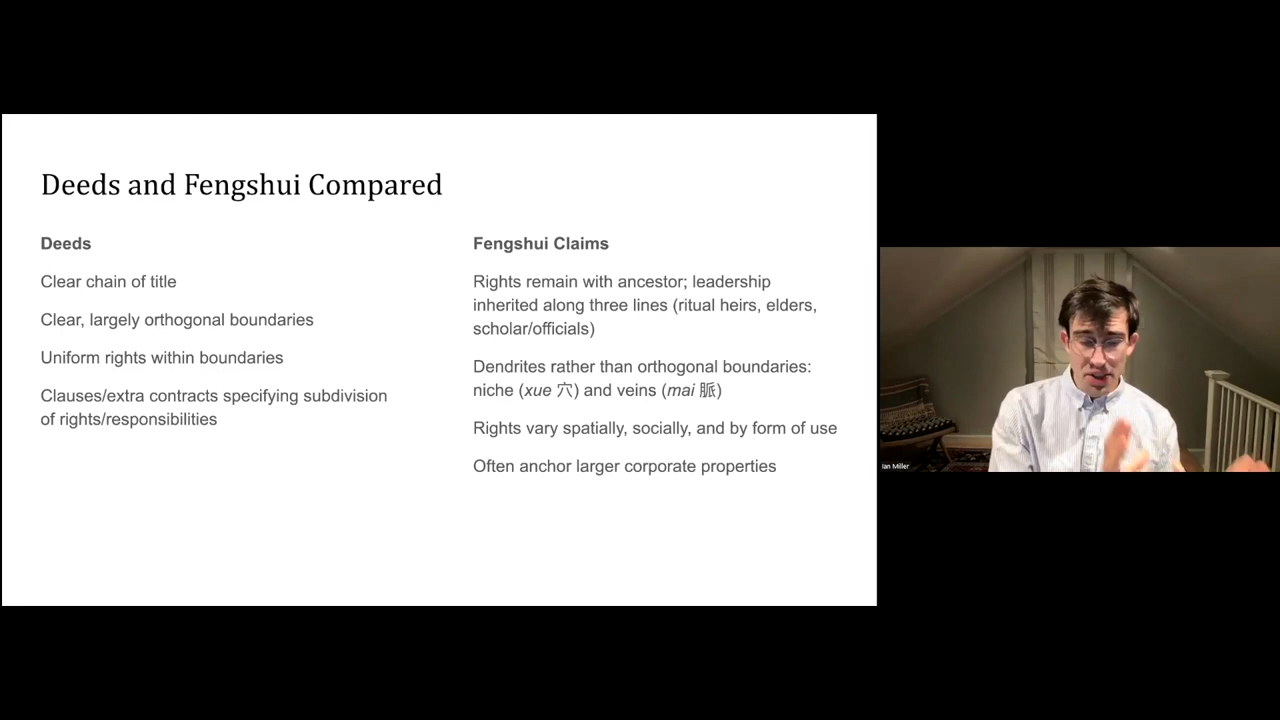 Deeds and Fengshui Compared
Deeds
Clear chain of title
Clear, largely orthogonal boundaries
Uniform rights within boundaries
Clauses/extra contracts specifying subdivision
of rights/responsibilities
Fengshui Claims
Rights remain with ancestor; leadership
inherited along three lines (ritual heirs, elders,
scholar/officials)
Dendrites rather than orthogonal boundaries:
niche (xue 穴) and veins (mai 脈)
Rights vary spatially, socially, and by form of use
Often anchor larger corporate properties
Ian Miller